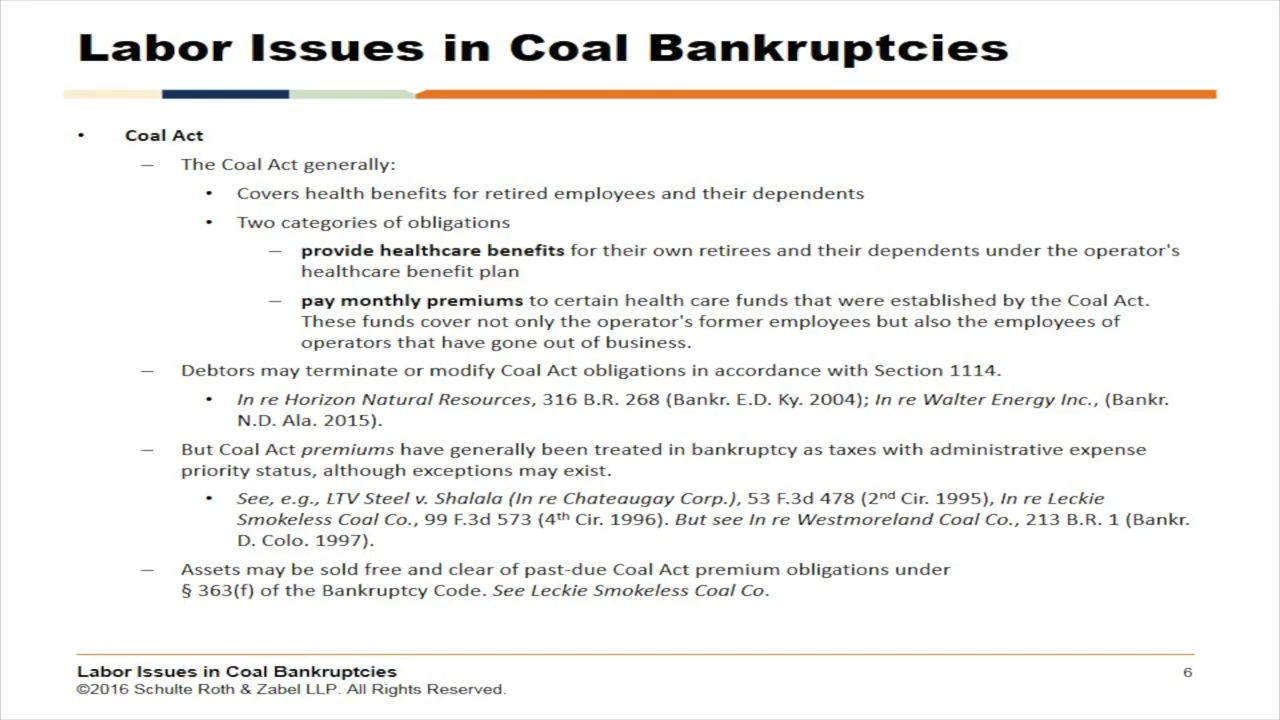 Labor Issues in Coal Bankruptcies
• Coal Act
– The Coal Act generally:
• Covers health benefits for retired employees and their dependents
• Two categories of obligations
– provide healthcare benefits for their own retirees and their dependents under the operator's
healthcare benefit plan
– pay monthly premiums to certain health care funds that were established by the Coal Act.
These funds cover not only the operator's former employees but also the employees of
operators that have gone out of business.
– Debtors may terminate or modify Coal Act obligations in accordance with Section 1114.
• In re Horizon Natural Resources, 316 B.R. 268 (Bankr. E.D. Ky. 2004); In re Walter Energy Inc., (Bankr.
N.D. Ala. 2015).
– But Coal Act premiums have generally been treated in bankruptcy as taxes with administrative expense
priority status, although exceptions may exist.
• See, e.g., LTV Steel v. Shalala (In re Chateaugay Corp.), 53 F.3d 478 (2nd Cir. 1995), In re Leckie
Smokeless Coal Co., 99 F.3d 573 (4th Cir. 1996). But see In re Westmoreland Coal Co., 213 B.R. 1 (Bankr.
D. Colo. 1997).
– Assets may be sold free and clear of past-due Coal Act premium obligations under
§ 363(f) of the Bankruptcy Code. See Leckie Smokeless Coal Co.
Labor Issues in Coal Bankruptcies
6
©2016 Schulte Roth & Zabel LLP. All Rights Reserved.